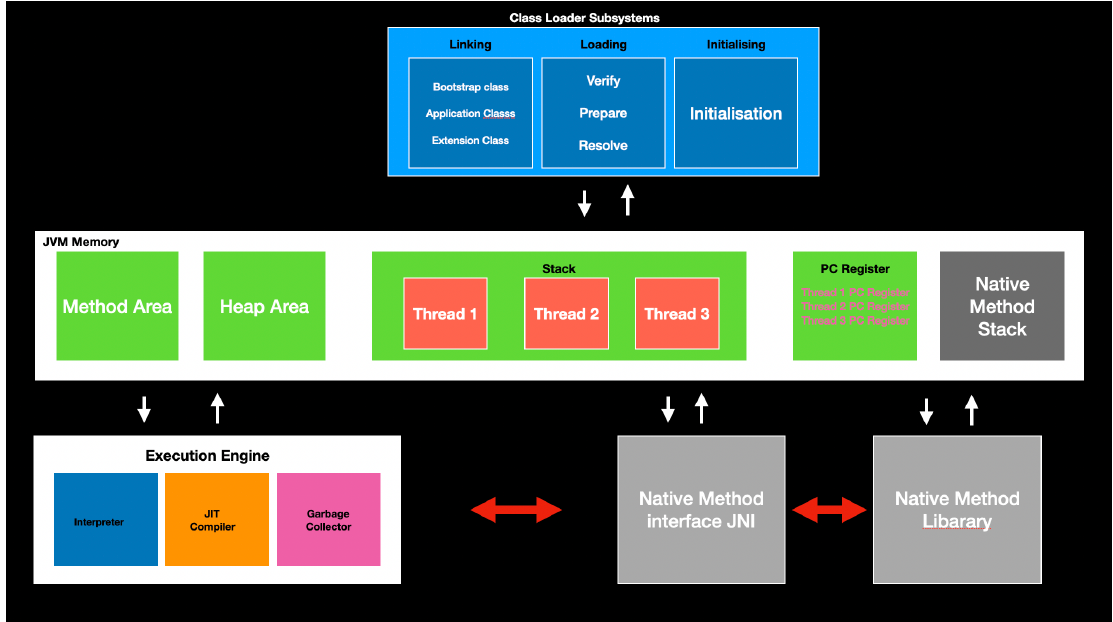 Class Loader Subsystems
Linking
Loading
Initialising
Bootstrap class
Application Classs
Extension Class
Verify
Prepare
Resolve
Initialisation
JVM Memory
Method Area
Heap Area
Stack
Thread 1
Thread 2
Thread 3
PC Register
Thread 1 PC Register
Thread 2 PC Register
Thread 3 PC Register
Native
Method
Stack
Execution Engine
Interpreter
JIT
Compiler
Garbage
Collector
Native Method
interface JNI
Native Method
Libarary